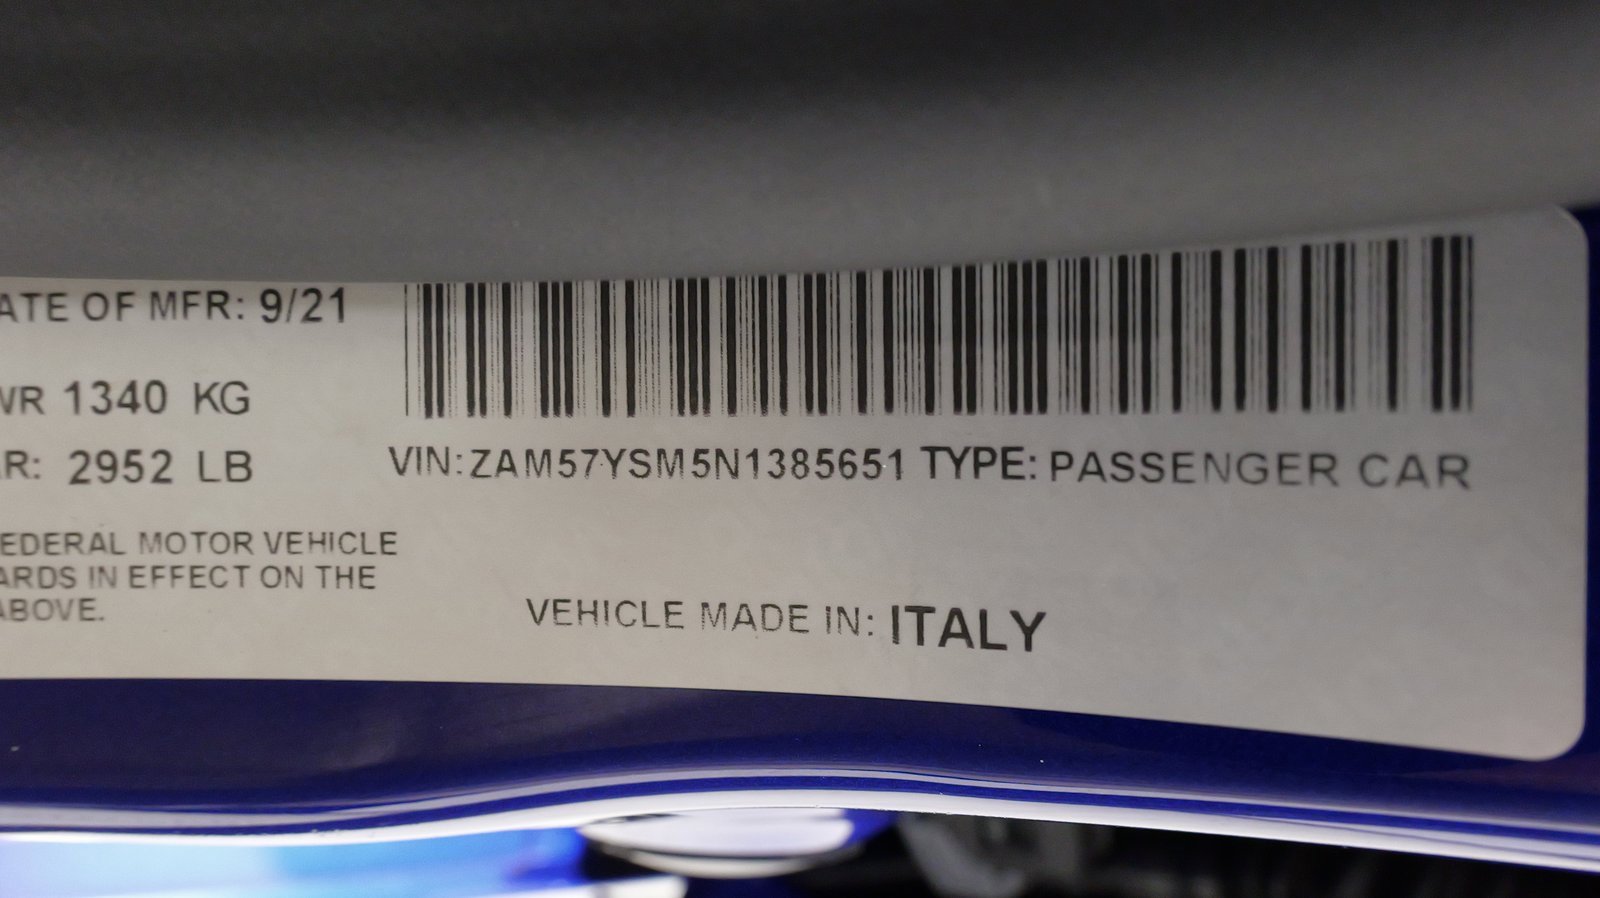 ATE OF MFR: 9/21
WR 1340 KG
R: 2952 LB
VIN:ZAM57YSM5N1385651 TYPE: PASSENGER CAR
EDERAL MOTOR VEHICLE
ARDS IN EFFECT ON THE
ABOVE.
VEHICLE MADE IN: ITALY